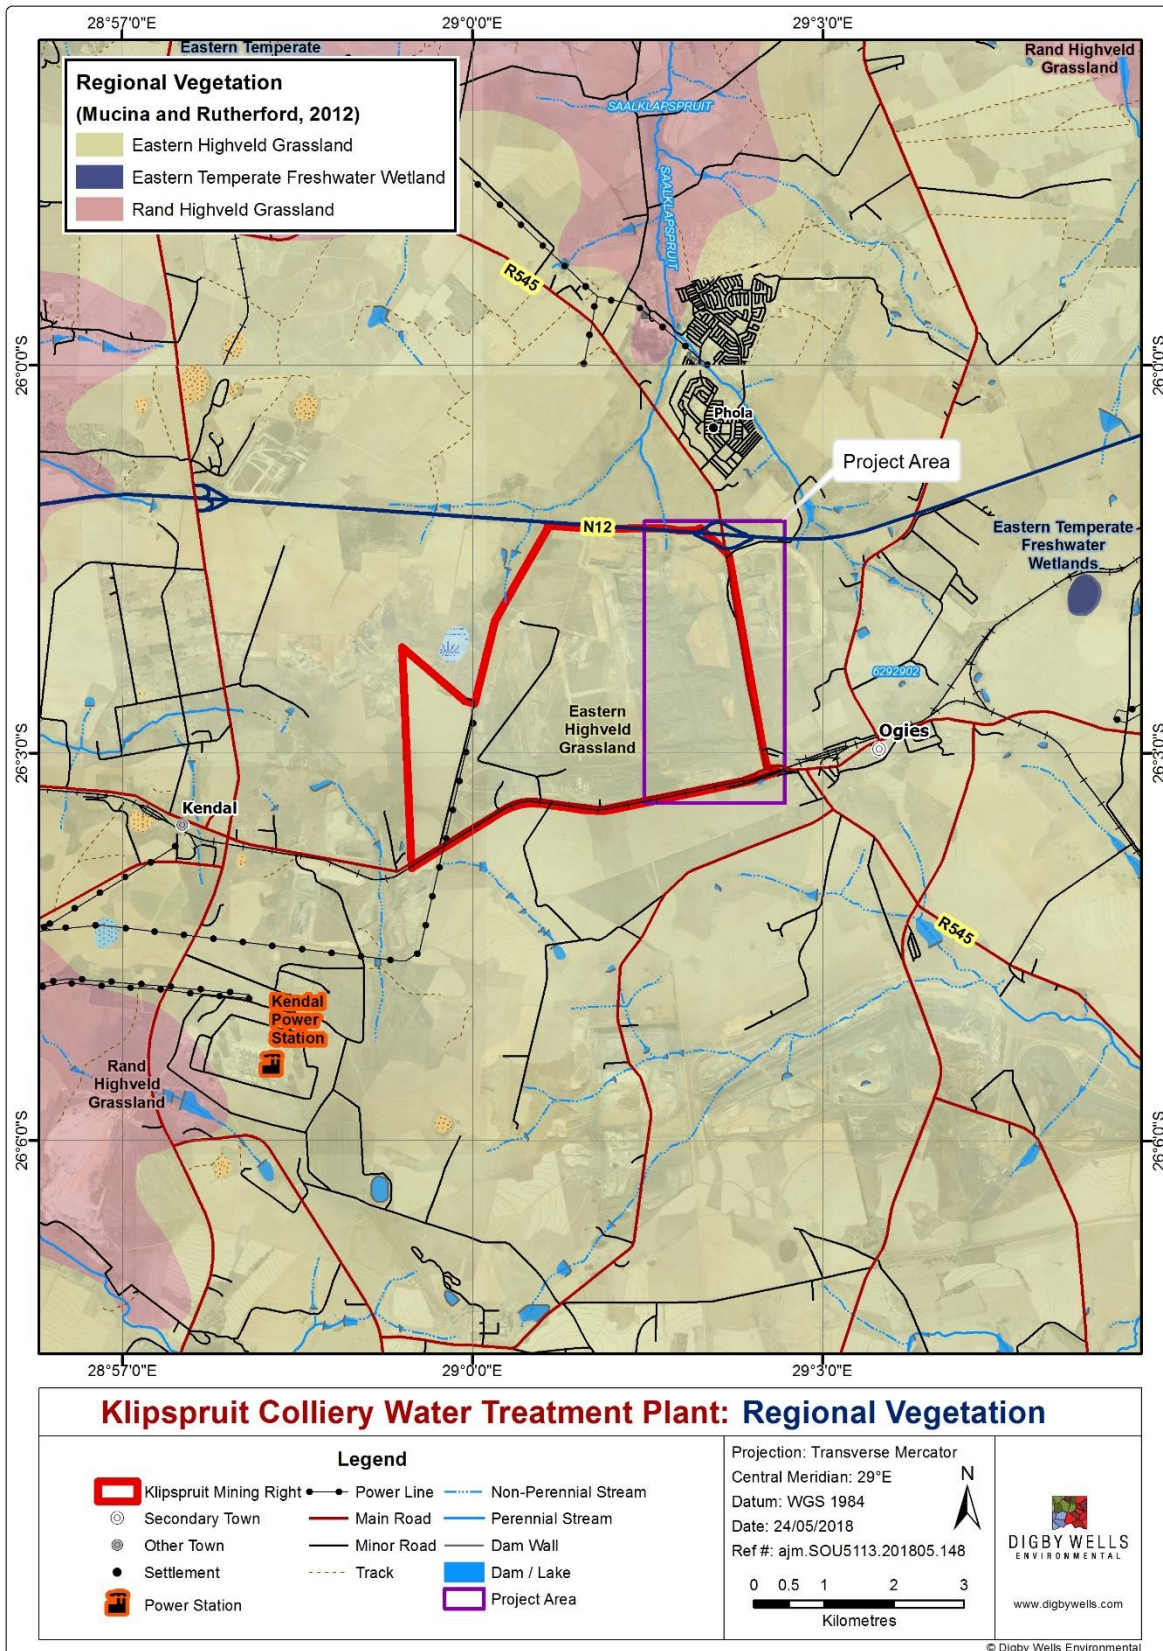 28°57'0"E
29°0'0"E
29°3'0"E
Eastern Temperate
Rand Highveld
Grassland
Regional Vegetation
(Mucina and Rutherford, 2012)
Eastern Highveld Grassland
Eastern Temperate Freshwater Wetland
Rand Highveld Grassland
SAALKLAPSPRUIT
SAALKLAPSPRUIT
R545
26°0'0"S
26°0'0"S
Phola
Project Area
N12
Eastern Temperate
Freshwater
Wetlands
6292902
Eastern
Highveld
Grassland
Ogies
26°3'0"S
26°3'0"S
Kendal
R545
Kendal
Power
Station
Rand
Highveld
Grassland
26°6'0"S
26°6'0"S
28°57'0"E
29°0'0"E
29°3'0"E
Klipspruit Colliery Water Treatment Plant: Regional Vegetation
Legend
Klipspruit Mining Right
Secondary Town
Other Town
Settlement
Power Station
Power Line
Main Road
Minor Road
Track
Non-Perennial Stream
Perennial Stream
Dam Wall
Dam / Lake
Project Area
Projection: Transverse Mercator
Central Meridian: 29°E
Datum: WGS 1984
Date: 24/05/2018
Ref #: ajm.SOU5113.201805.148
N
0 0.5 1 2 3
Kilometres
DIGBY WELLS
ENVIRONMENTAL
www.digbywells.com
© Digby Wells Environmental